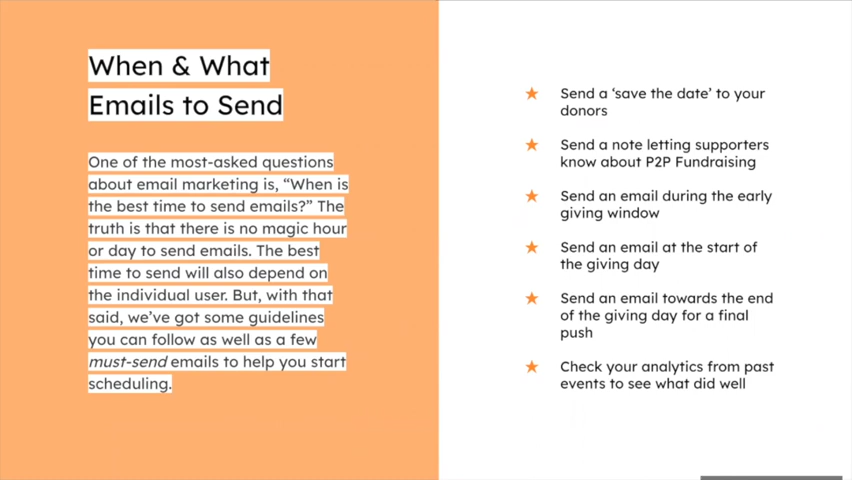 When & What
Emails to Send
One of the most-asked questions
about email marketing is, “When is
the best time to send emails?” The
truth is that there is no magic hour
or day to send emails. The best
time to send will also depend on
the individual user. But, with that
said, we’ve got some guidelines
you can follow as well as a few
must-send emails to help you start
scheduling.
Send a ‘save the date’ to your
donors
Send a note letting supporters
know about P2P Fundraising
Send an email during the early
giving window
Send an email at the start of
the giving day
Send an email towards the end
of the giving day for a final
push
Check your analytics from past
events to see what did well